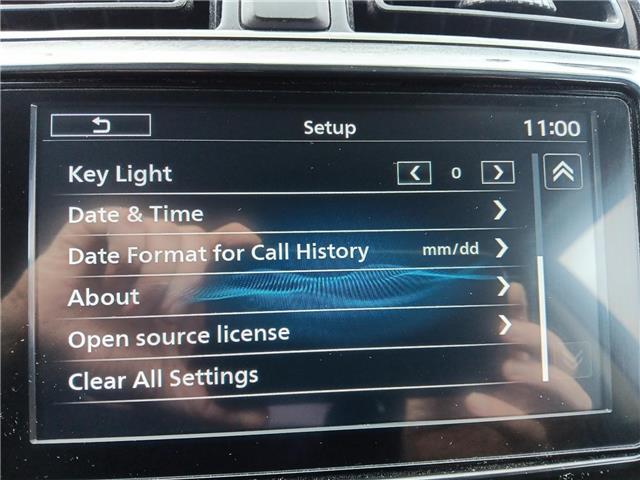 Setup 11:00
Key Light 0
Date & Time
Date Format for Call History mm/dd
About
Open source license
Clear All Settings